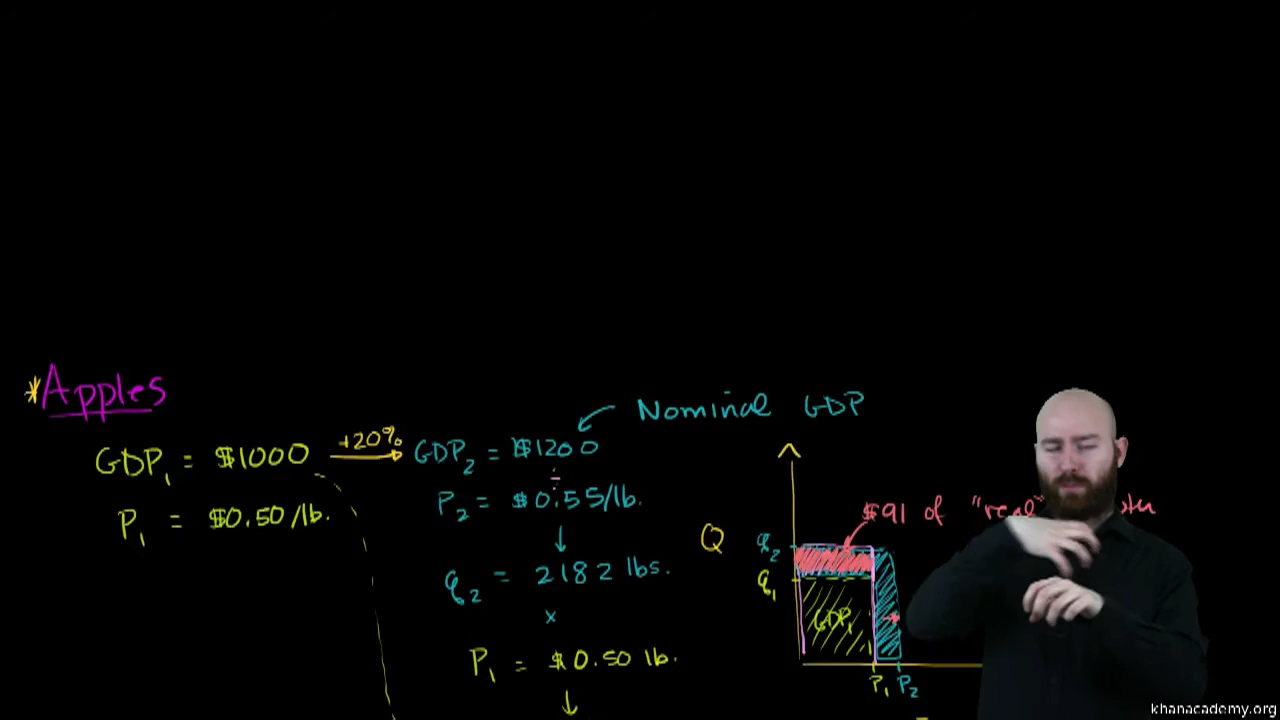 *Apples
GDP₁ = $1000 +20% GDP₂ = $1200 Nominal GDP
÷
P₁ = $0.50/lb. P₂ = $0.55/lb.
↓
$91 of "real"
Q q₂
q₁
q₂ = 2182 lbs.
x
GDP₁
P₁ = $0.50 lb.
↓
P₁ P₂
khanacademy.org